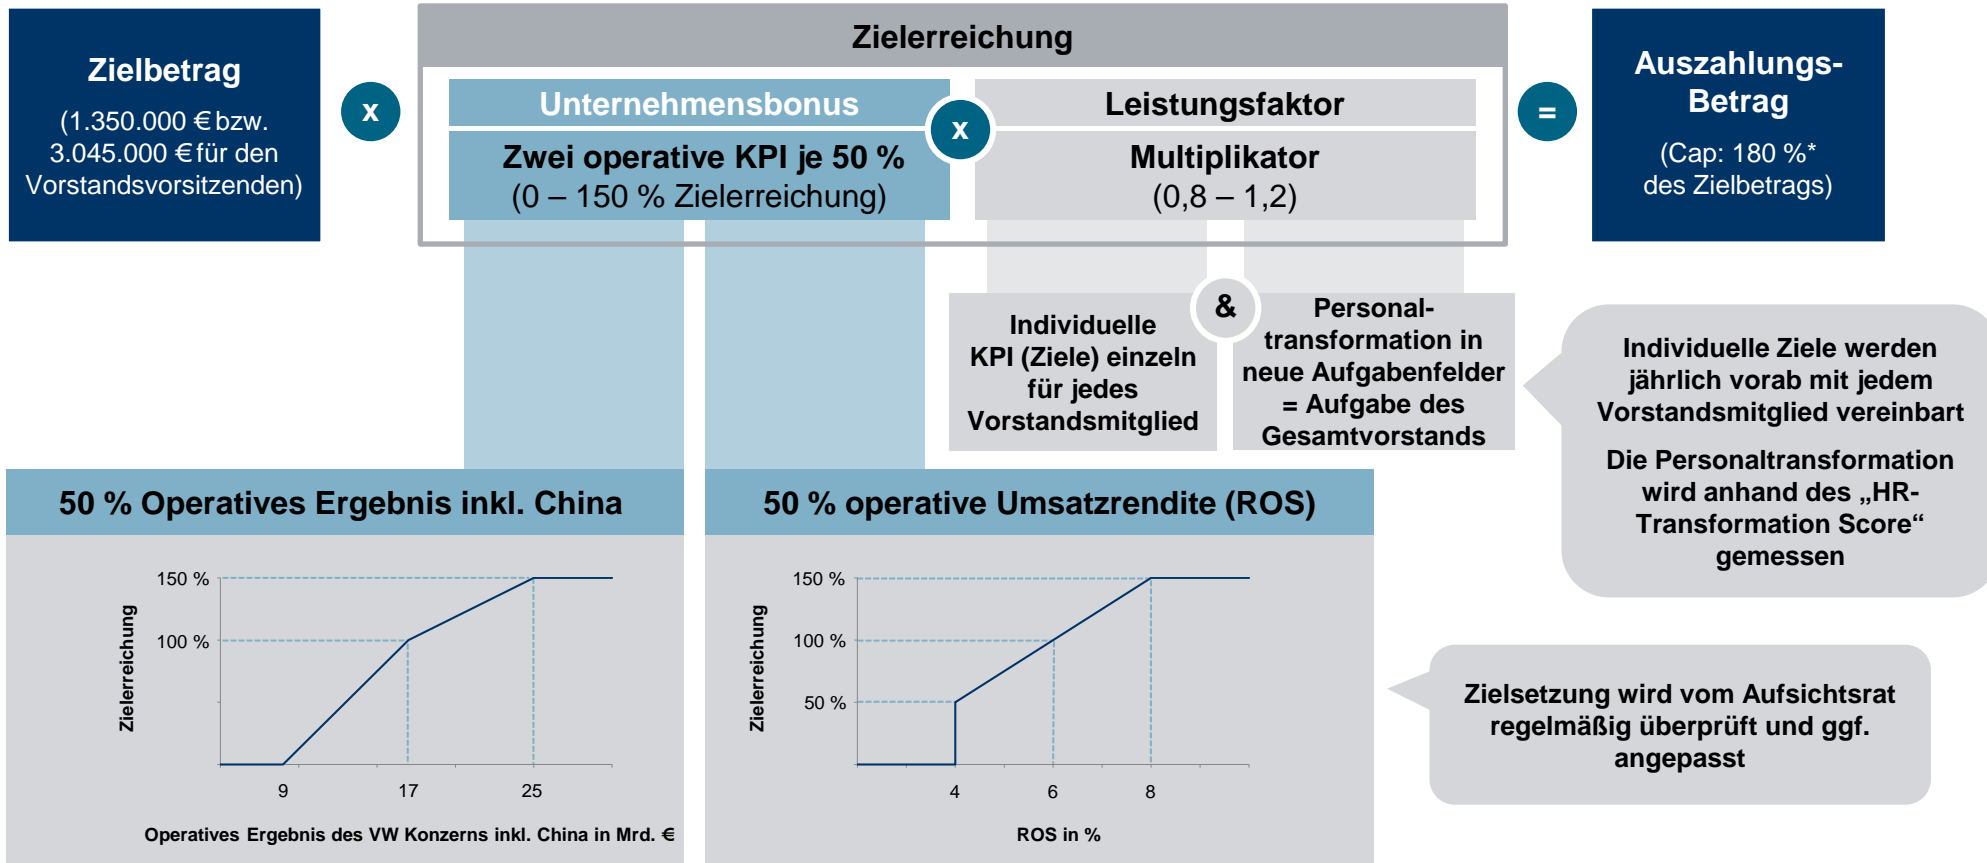 Zielbetrag
(1.350.000 € bzw.
3.045.000 € für den
Vorstandsvorsitzenden)
x
Zielerreichung
Unternehmensbonus
Zwei operative KPI je 50 %
(0 – 150 % Zielerreichung)
x
Leistungsfaktor
Multiplikator
(0,8 – 1,2)
=
Auszahlungs-
Betrag
(Cap: 180 %*
des Zielbetrags)
Individuelle
KPI (Ziele) einzeln
für jedes
Vorstandsmitglied
&
Personal-
transformation in
neue Aufgabenfelder
= Aufgabe des
Gesamtvorstands
Individuelle Ziele werden
jährlich vorab mit jedem
Vorstandsmitglied vereinbart
Die Personaltransformation
wird anhand des „HR-
Transformation Score“
gemessen
50 % Operatives Ergebnis inkl. China
Zielerreichung
150 %
100 %
9
17
25
Operatives Ergebnis des VW Konzerns inkl. China in Mrd. €
50 % operative Umsatzrendite (ROS)
Zielerreichung
150 %
100 %
50 %
4
6
8
ROS in %
Zielsetzung wird vom Aufsichtsrat
regelmäßig überprüft und ggf.
angepasst